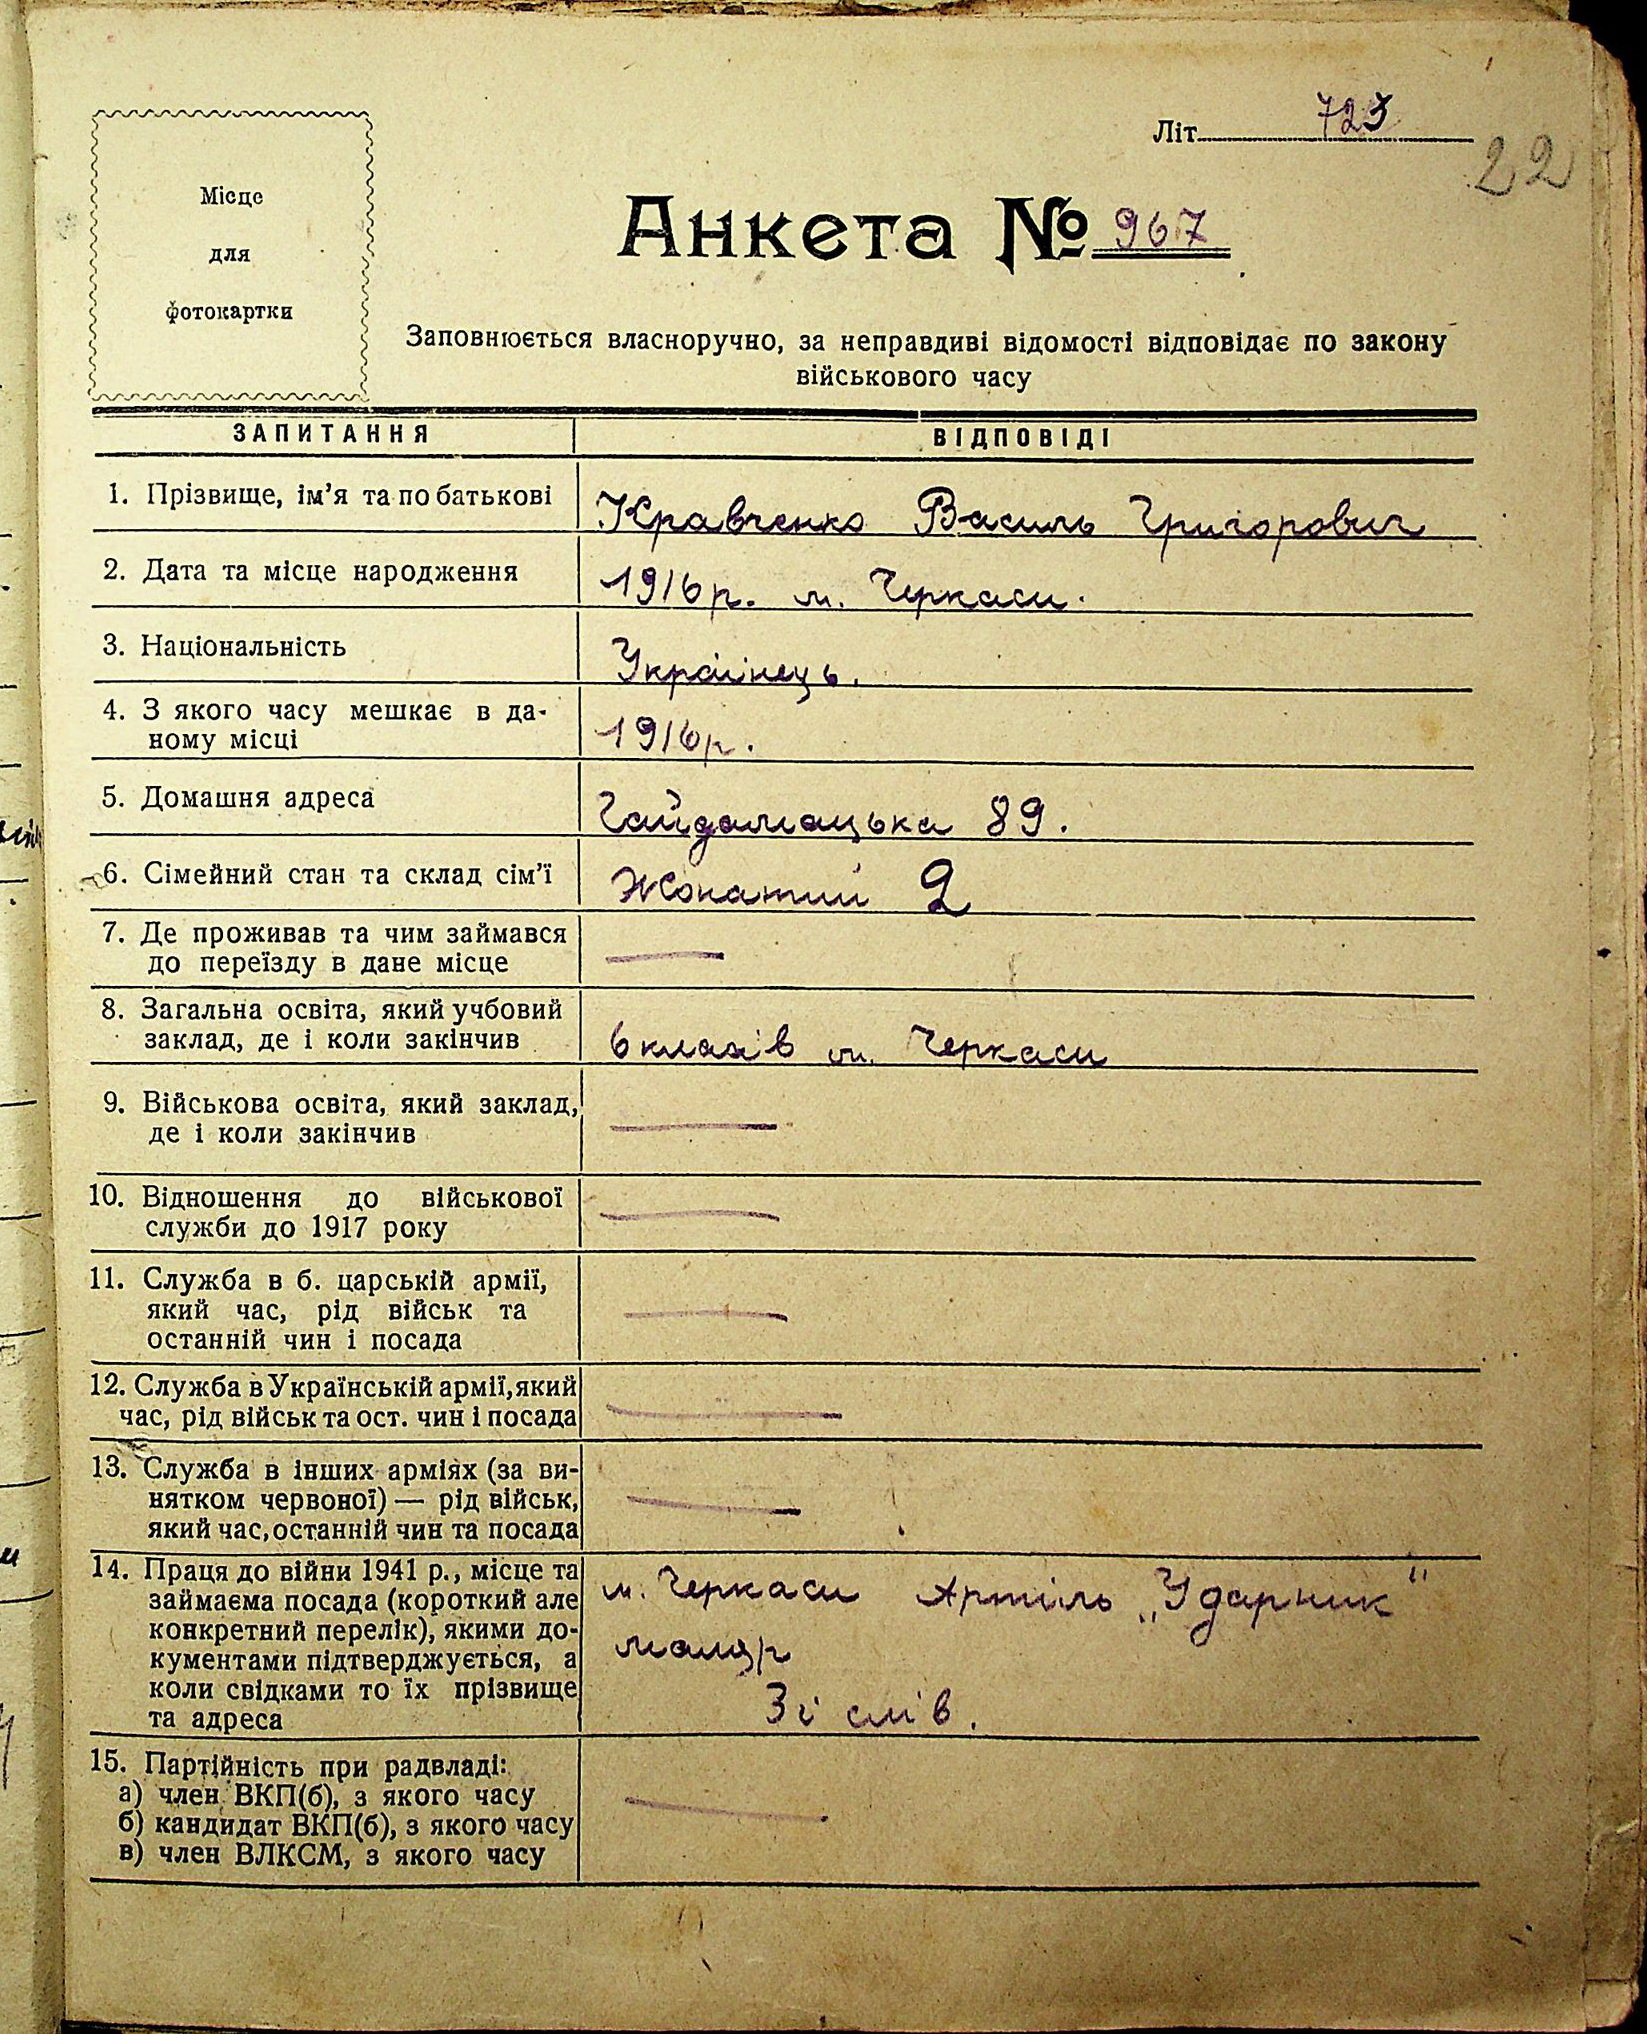 Літ. 723
22
Місце
для
фотокартки
Анкета № 967
Заповнюється власноручно, за неправдиві відомості відповідає по закону
військового часу
ЗАПИТАННЯ
ВІДПОВІДІ
1. Прізвище, ім'я та по батькові
Кравченко Василь Григорович
2. Дата та місце народження
1916 р. м. Черкаси.
3. Національність
Українець.
4. З якого часу мешкає в да-
ному місці
1916 р.
5. Домашня адреса
Гайдамацька 89.
6. Сімейний стан та склад сім'ї
Жонатий 2
7. Де проживав та чим займався
до переїзду в дане місце
—
8. Загальна освіта, який учбовий
заклад, де і коли закінчив
6 класів м. Черкаси
9. Військова освіта, який заклад,
де і коли закінчив
—
10. Відношення до військової
служби до 1917 року
—
11. Служба в б. царській армії,
який час, рід військ та
останній чин і посада
—
12. Служба в Українській армії, який
час, рід військ та ост. чин і посада
—
13. Служба в інших арміях (за ви-
нятком червоної) — рід військ,
який час, останній чин та посада
—
14. Праця до війни 1941 р., місце та
займаєма посада (короткий але
конкретний перелік), якими до-
кументами підтверджується, а
коли свідками то їх прізвище
та адреса
м. Черкаси Артіль „Ударник"
маляр
Зі слів.
15. Партійність при радвладі:
а) член ВКП(б), з якого часу
б) кандидат ВКП(б), з якого часу
в) член ВЛКСМ, з якого часу
—